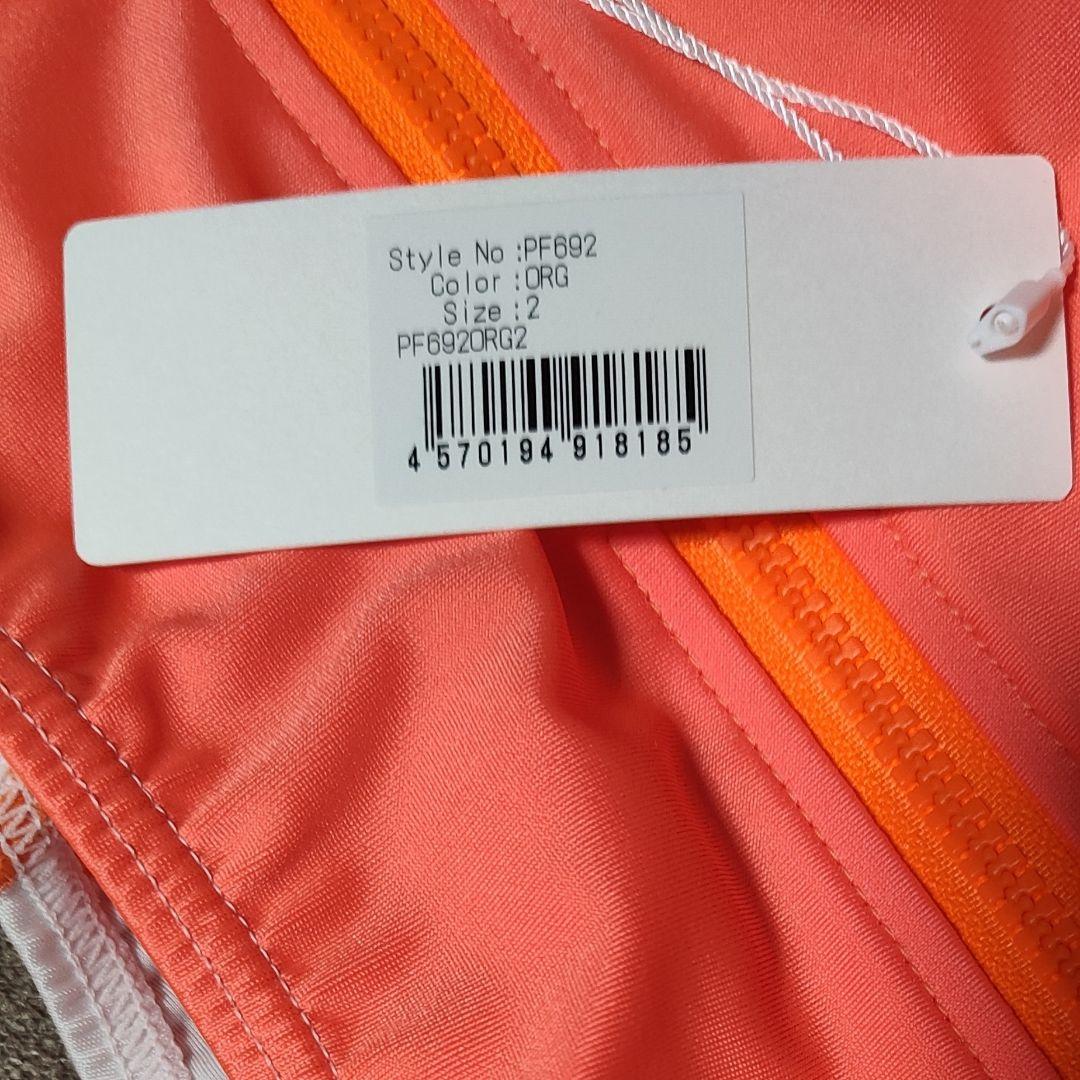 Style No :PF692
Color :ORG
Size :2
PF692ORG2
4 570194 918185